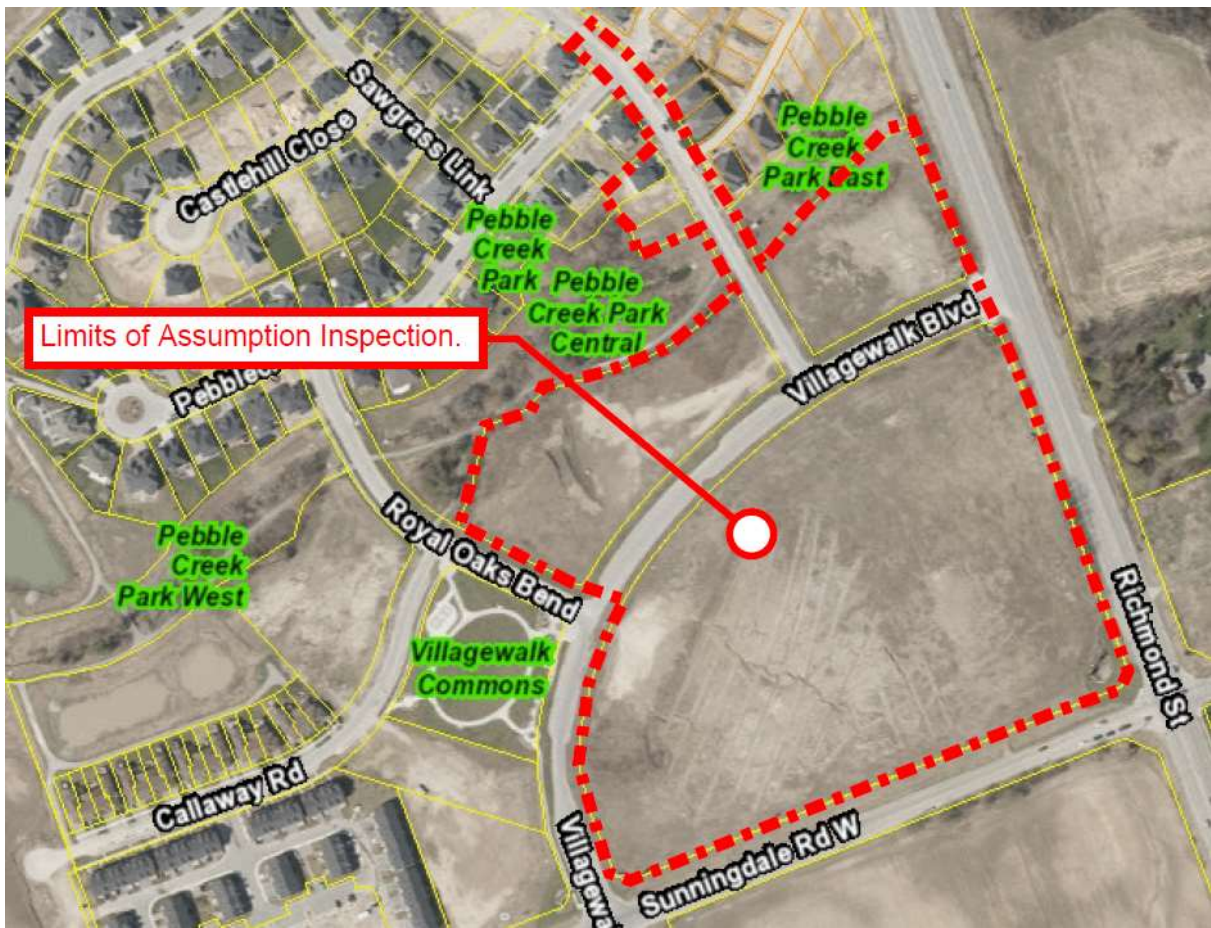 Sawgrass Link
Castlehill Close
Pebble
Creek
Park East
Pebble
Creek
Park
Pebble
Creek Park
Central
Limits of Assumption Inspection.
Villagewalk Blvd
Royal Oaks Bend
Pebble
Creek
Park West
Villagewalk
Commons
Richmond St
Callaway Rd
Sunningdale Rd W